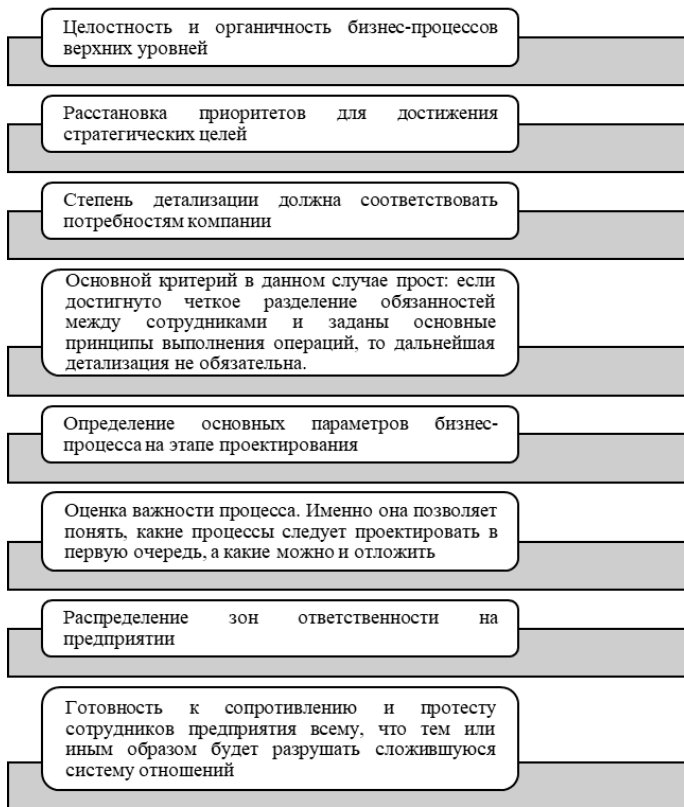 Целостность и органичность бизнес-процессов
верхних уровней
Расстановка приоритетов для достижения
стратегических целей
Степень детализации должна соответствовать
потребностям компании
Основной критерий в данном случае прост: если
достигнуто четкое разделение обязанностей
между сотрудниками и заданы основные
принципы выполнения операций, то дальнейшая
детализация не обязательна.
Определение основных параметров бизнес-
процесса на этапе проектирования
Оценка важности процесса. Именно она позволяет
понять, какие процессы следует проектировать в
первую очередь, а какие можно и отложить
Распределение зон ответственности на
предприятии
Готовность к сопротивлению и протесту
сотрудников предприятия всему, что тем или
иным образом будет разрушать сложившуюся
систему отношений